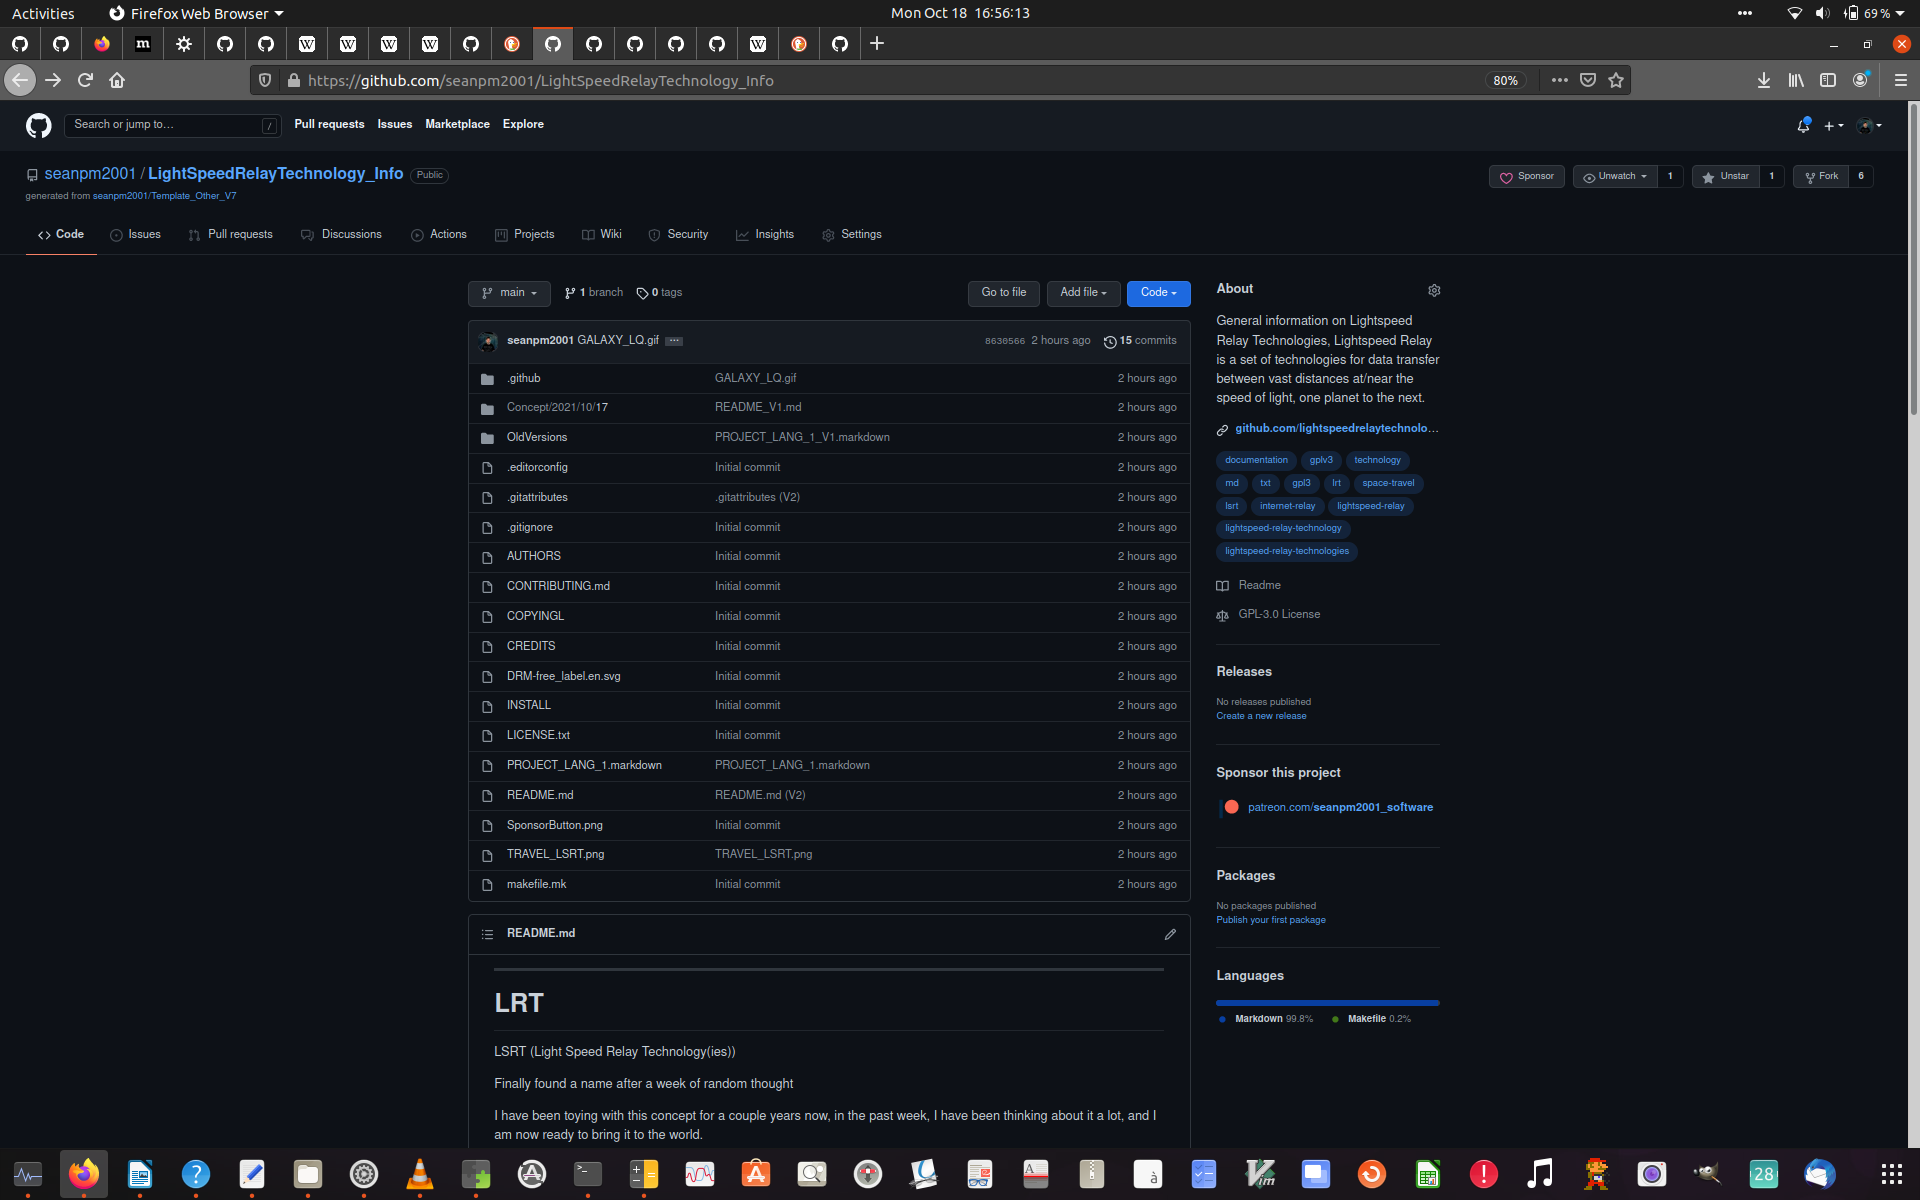 Activities Firefox Web Browser Mon Oct 18 16:56:13 69 %
https://github.com/seanpm2001/LightSpeedRelayTechnology_Info 80%
Search or jump to… / Pull requests Issues Marketplace Explore
seanpm2001 / LightSpeedRelayTechnology_Info Public Sponsor Unwatch 1 Unstar 1 Fork 6
generated from seanpm2001/Template_Other_V7
Code Issues Pull requests Discussions Actions Projects Wiki Security Insights Settings
main 1 branch 0 tags Go to file Add file Code
seanpm2001 GALAXY_LQ.gif ··· 8630566 2 hours ago 15 commits
.github GALAXY_LQ.gif 2 hours ago
Concept/2021/10/17 README_V1.md 2 hours ago
OldVersions PROJECT_LANG_1_V1.markdown 2 hours ago
.editorconfig Initial commit 2 hours ago
.gitattributes .gitattributes (V2) 2 hours ago
.gitignore Initial commit 2 hours ago
AUTHORS Initial commit 2 hours ago
CONTRIBUTING.md Initial commit 2 hours ago
COPYINGL Initial commit 2 hours ago
CREDITS Initial commit 2 hours ago
DRM-free_label.en.svg Initial commit 2 hours ago
INSTALL Initial commit 2 hours ago
LICENSE.txt Initial commit 2 hours ago
PROJECT_LANG_1.markdown PROJECT_LANG_1.markdown 2 hours ago
README.md README.md (V2) 2 hours ago
SponsorButton.png Initial commit 2 hours ago
TRAVEL_LSRT.png TRAVEL_LSRT.png 2 hours ago
makefile.mk Initial commit 2 hours ago
README.md
LRT
LSRT (Light Speed Relay Technology(ies))
Finally found a name after a week of random thought
I have been toying with this concept for a couple years now, in the past week, I have been thinking about it a lot, and I
am now ready to bring it to the world.
About
General information on Lightspeed
Relay Technologies, Lightspeed Relay
is a set of technologies for data transfer
between vast distances at/near the
speed of light, one planet to the next.
github.com/lightspeedrelaytechnolo…
documentation gplv3 technology
md txt gpl3 lrt space-travel
lsrt internet-relay lightspeed-relay
lightspeed-relay-technology
lightspeed-relay-technologies
Readme
GPL-3.0 License
Releases
No releases published
Create a new release
Sponsor this project
patreon.com/seanpm2001_software
Packages
No packages published
Publish your first package
Languages
Markdown 99.8% Makefile 0.2%
28